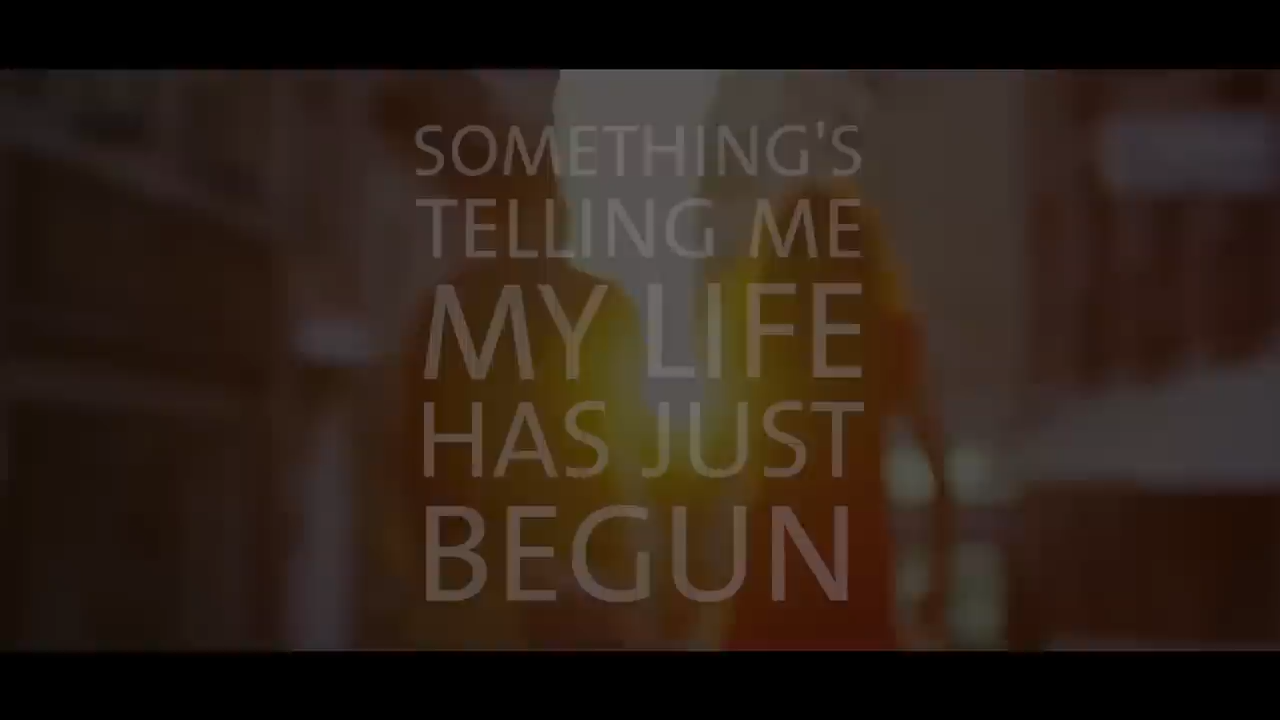 SOMETHING'S
TELLING ME
MY LIFE
HAS JUST
BEGUN